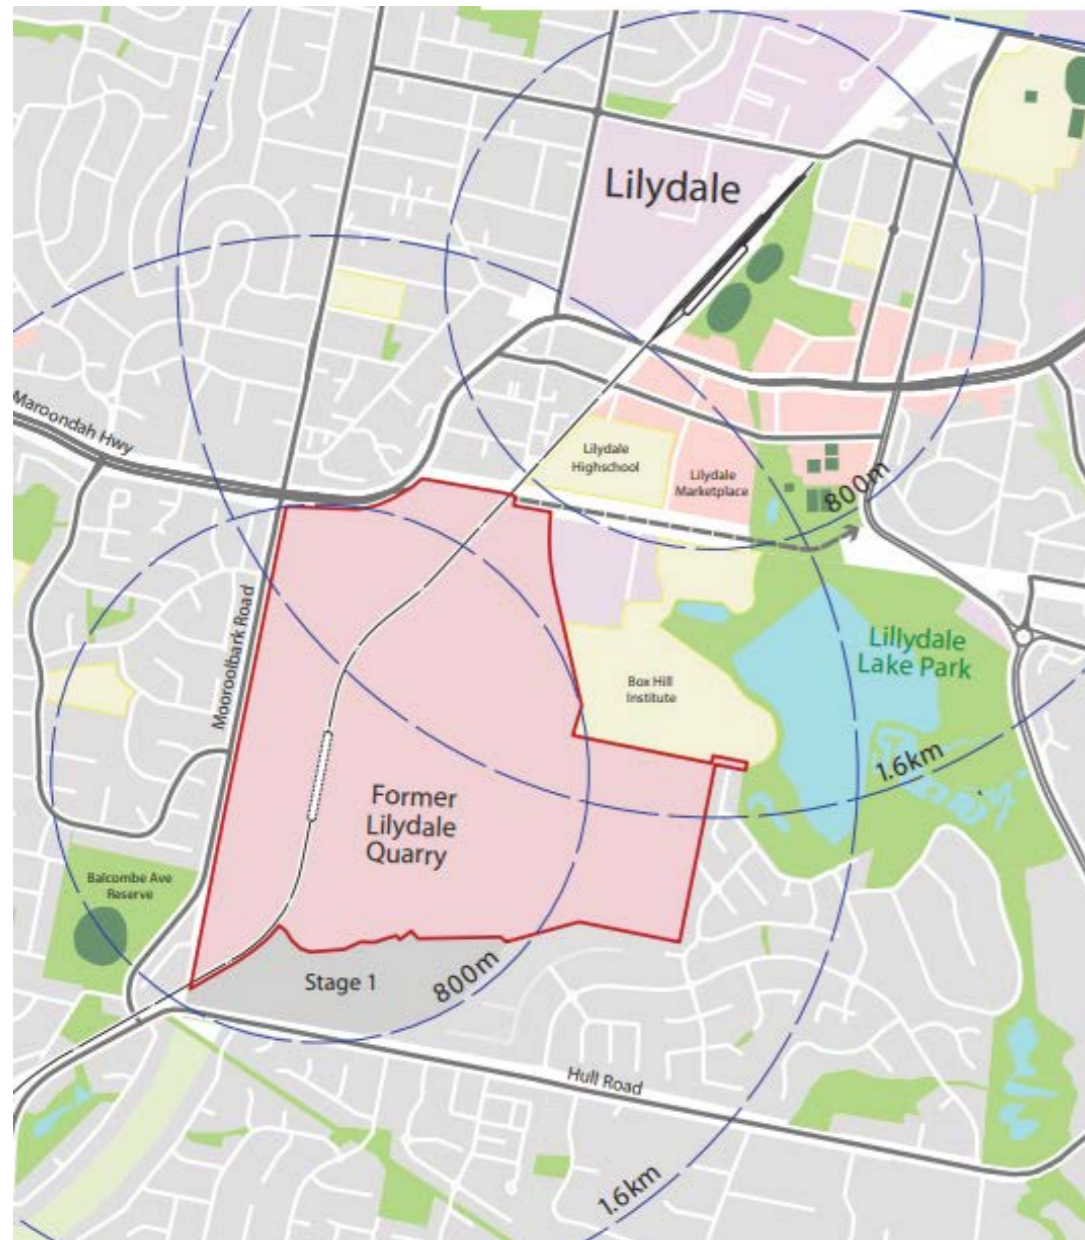 Lilydale
Maroondah Hwy
Lilydale
Highschool
Lilydale
Marketplace
800m
Mooroolbark Road
Lillydale
Lake Park
Box Hill
Institute
1.6km
Former
Lilydale
Quarry
Balcombe Ave
Reserve
Stage 1
800m
Hull Road
1.6km